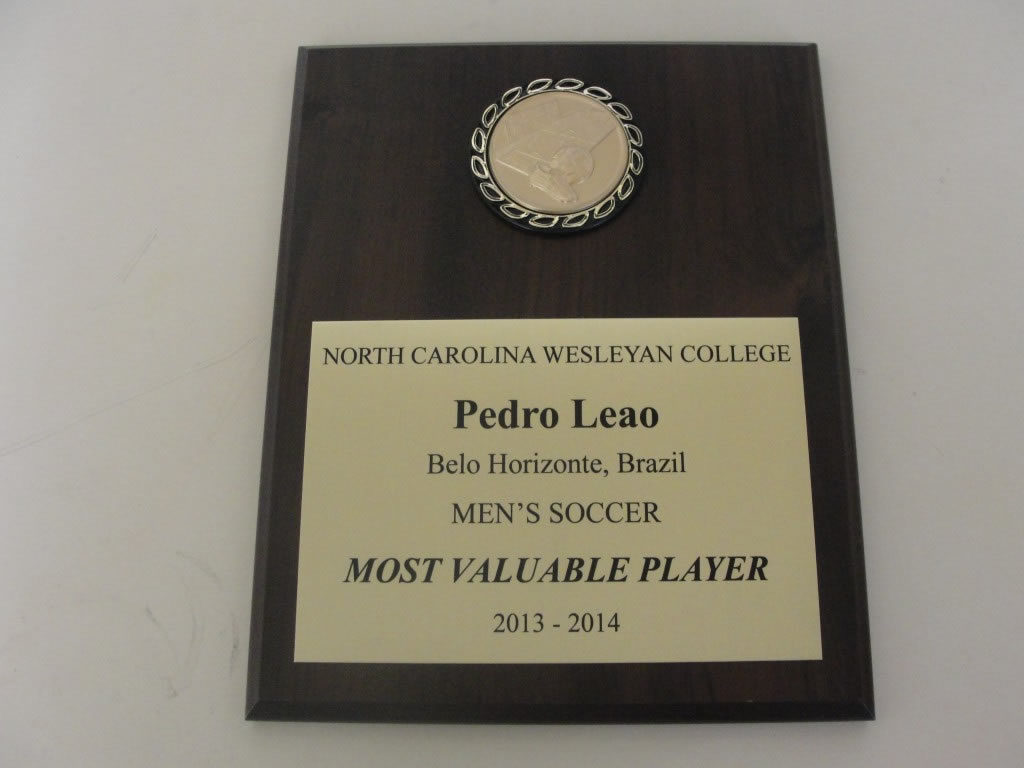 NORTH CAROLINA WESLEYAN COLLEGE
Pedro Leao
Belo Horizonte, Brazil
MEN'S SOCCER
MOST VALUABLE PLAYER
2013 - 2014